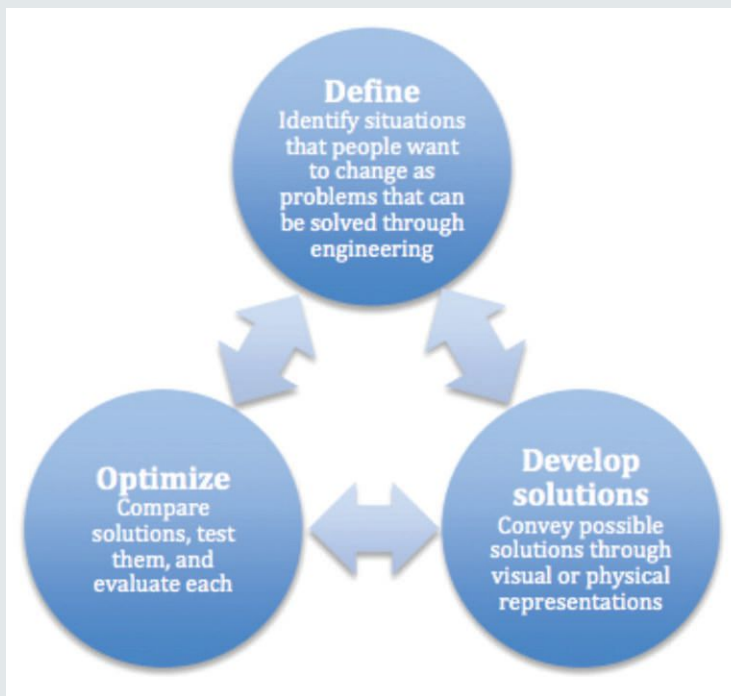 Define
Identify situations
that people want
to change as
problems that can
be solved through
engineering
Optimize
Compare
solutions, test
them, and
evaluate each
Develop
solutions
Convey possible
solutions through
visual or physical
representations